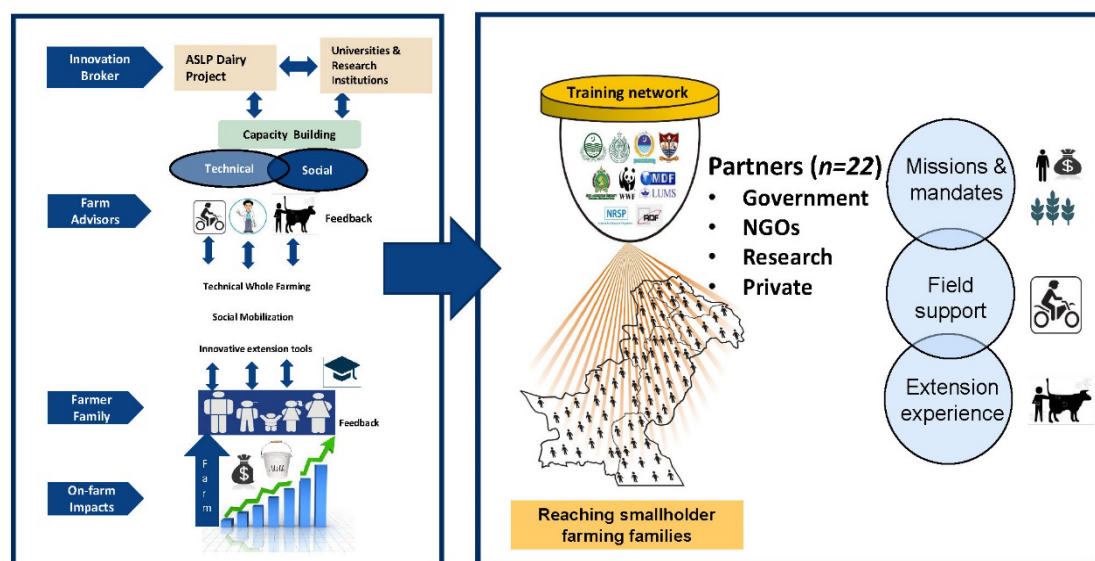 Innovation
Broker
ASLP Dairy
Project
Universities &
Research
Institutions
Capacity Building
Technical
Social
Farm
Advisors
Feedback
Technical Whole Farming
Social Mobilization
Innovative extension tools
Farmer
Family
Feedback
On-farm
Impacts
Farm
$
Milk
Training network
WWF
MDF
LUMS
NRSP
RDF
Partners (n=22)
• Government
• NGOs
• Research
• Private
Reaching smallholder
farming families
Missions &
mandates
$
Field
support
Extension
experience